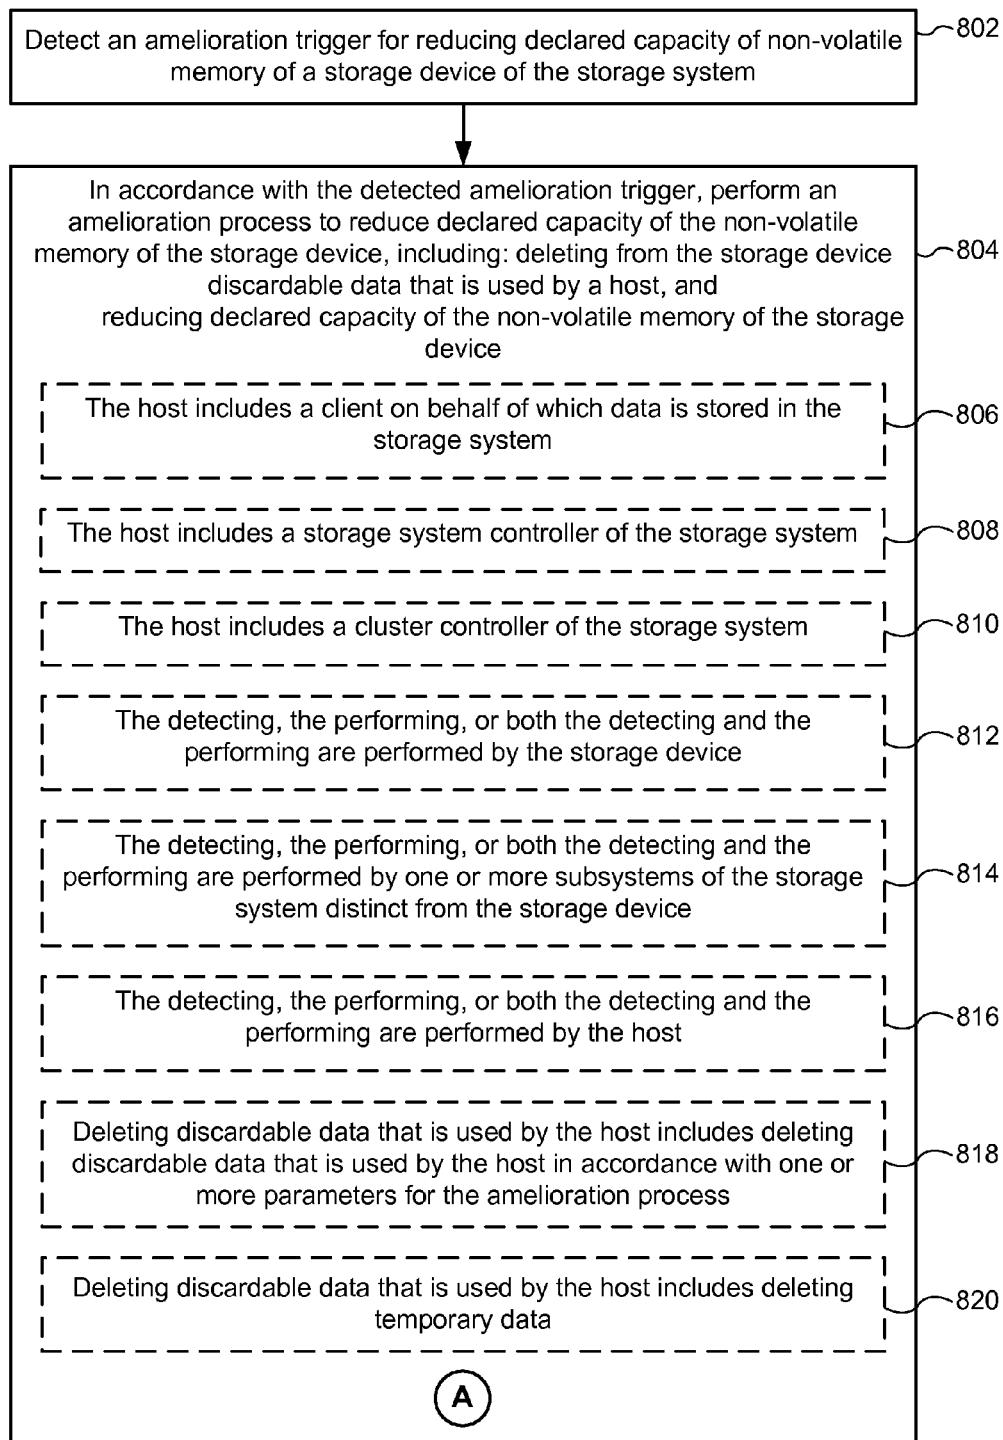 Detect an amelioration trigger for reducing declared capacity of non-volatile
memory of a storage device of the storage system
802
In accordance with the detected amelioration trigger, perform an
amelioration process to reduce declared capacity of the non-volatile
memory of the storage device, including: deleting from the storage device
discardable data that is used by a host, and
reducing declared capacity of the non-volatile memory of the storage
device
804
The host includes a client on behalf of which data is stored in the
storage system
806
The host includes a storage system controller of the storage system
808
The host includes a cluster controller of the storage system
810
The detecting, the performing, or both the detecting and the
performing are performed by the storage device
812
The detecting, the performing, or both the detecting and the
performing are performed by one or more subsystems of the storage
system distinct from the storage device
814
The detecting, the performing, or both the detecting and the
performing are performed by the host
816
Deleting discardable data that is used by the host includes deleting
discardable data that is used by the host in accordance with one or
more parameters for the amelioration process
818
Deleting discardable data that is used by the host includes deleting
temporary data
820
A